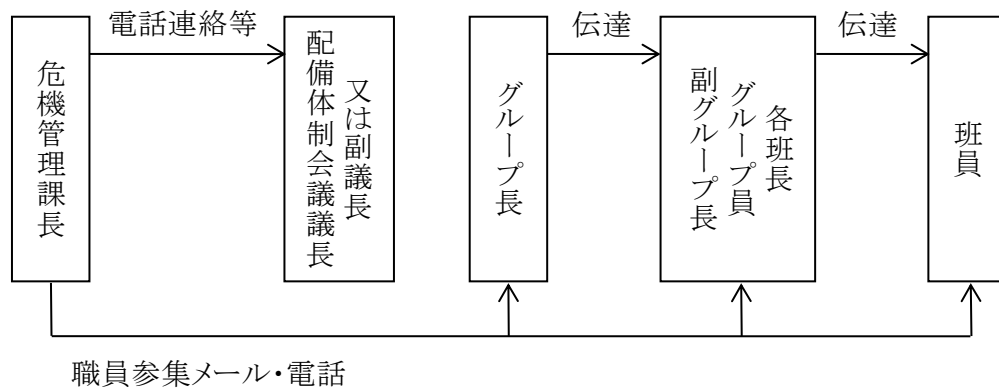 電話連絡等
伝達
伝達
危機管理課長
配備体制会議議長
又は副議長
グループ長
副グループ長
グループ員
各班長
班員
職員参集メール・電話